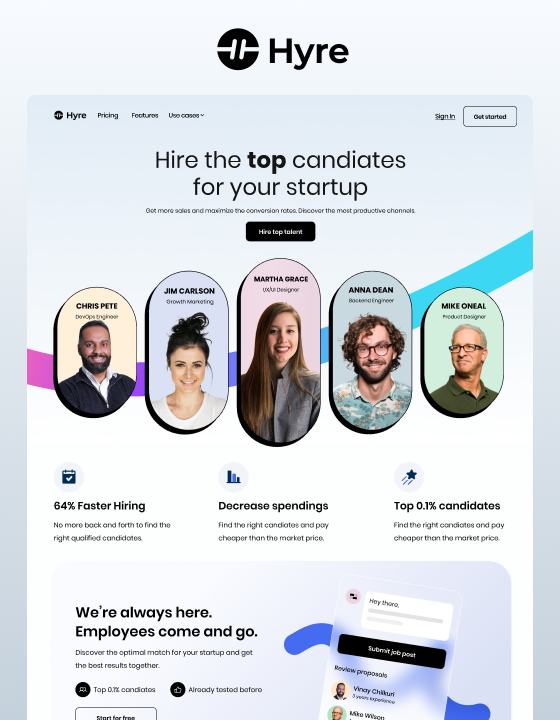 Hyre
Hyre Pricing Features Use cases Sign In Get started
Hire the top candiates
for your startup
Get more sales and maximize the conversion rates. Discover the most productive channels.
Hire top talent
CHRIS PETE
DevOps Engineer
JIM CARLSON
Growth Marketing
MARTHA GRACE
UX/UI Designer
ANNA DEAN
Backend Engineer
MIKE ONEAL
Product Designer
64% Faster Hiring
No more back and forth to find the
right qualified candidates.
Decrease spendings
Find the right candidates and pay
cheaper than the market price.
Top 0.1% candidates
Find the right candidates and pay
cheaper than the market price.
We're always here.
Employees come and go.
Discover the optimal match for your startup and get
the best results together.
Top 0.1% candidates Already tested before
Start for free
Hey there,
Submit job post
Review proposals
Vinay Chilkuri
5 years experience
Mike Wilson